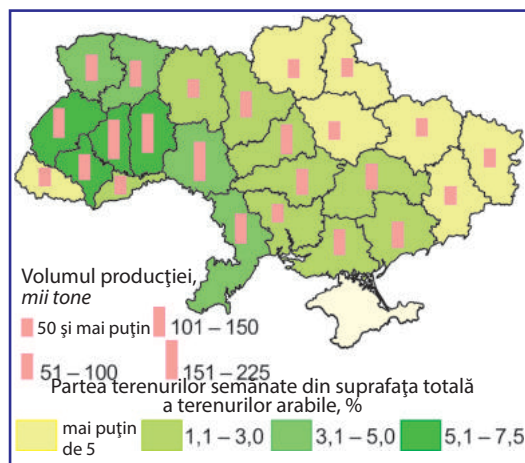 Volumul producţiei,
mii tone
50 şi mai puţin
101 – 150
51 – 100
151 – 225
Partea terenurilor semănate din suprafaţa totală
a terenurilor arabile, %
mai puţin
de 5
1,1 – 3,0
3,1 – 5,0
5,1 – 7,5